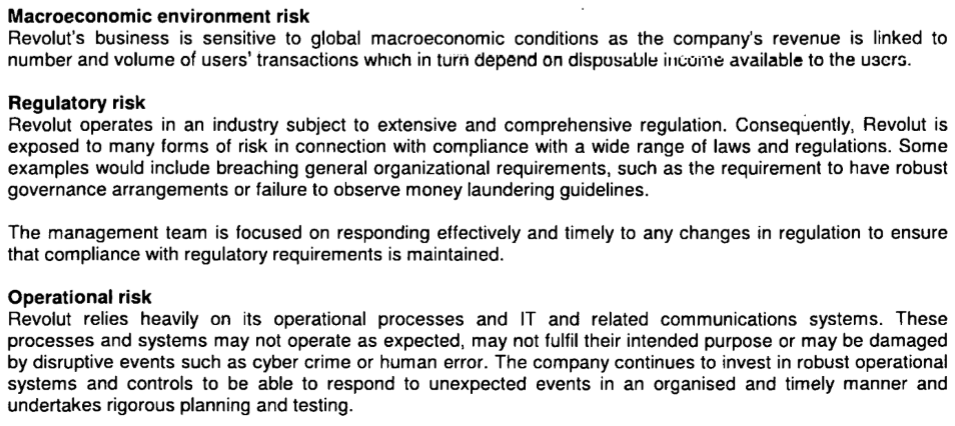 Macroeconomic environment risk
Revolut's business is sensitive to global macroeconomic conditions as the company's revenue is linked to
number and volume of users' transactions which in turn depend on disposable income available to the users.
Regulatory risk
Revolut operates in an industry subject to extensive and comprehensive regulation. Consequently, Revolut is
exposed to many forms of risk in connection with compliance with a wide range of laws and regulations. Some
examples would include breaching general organizational requirements, such as the requirement to have robust
governance arrangements or failure to observe money laundering guidelines.
The management team is focused on responding effectively and timely to any changes in regulation to ensure
that compliance with regulatory requirements is maintained.
Operational risk
Revolut relies heavily on its operational processes and IT and related communications systems. These
processes and systems may not operate as expected, may not fulfil their intended purpose or may be damaged
by disruptive events such as cyber crime or human error. The company continues to invest in robust operational
systems and controls to be able to respond to unexpected events in an organised and timely manner and
undertakes rigorous planning and testing.